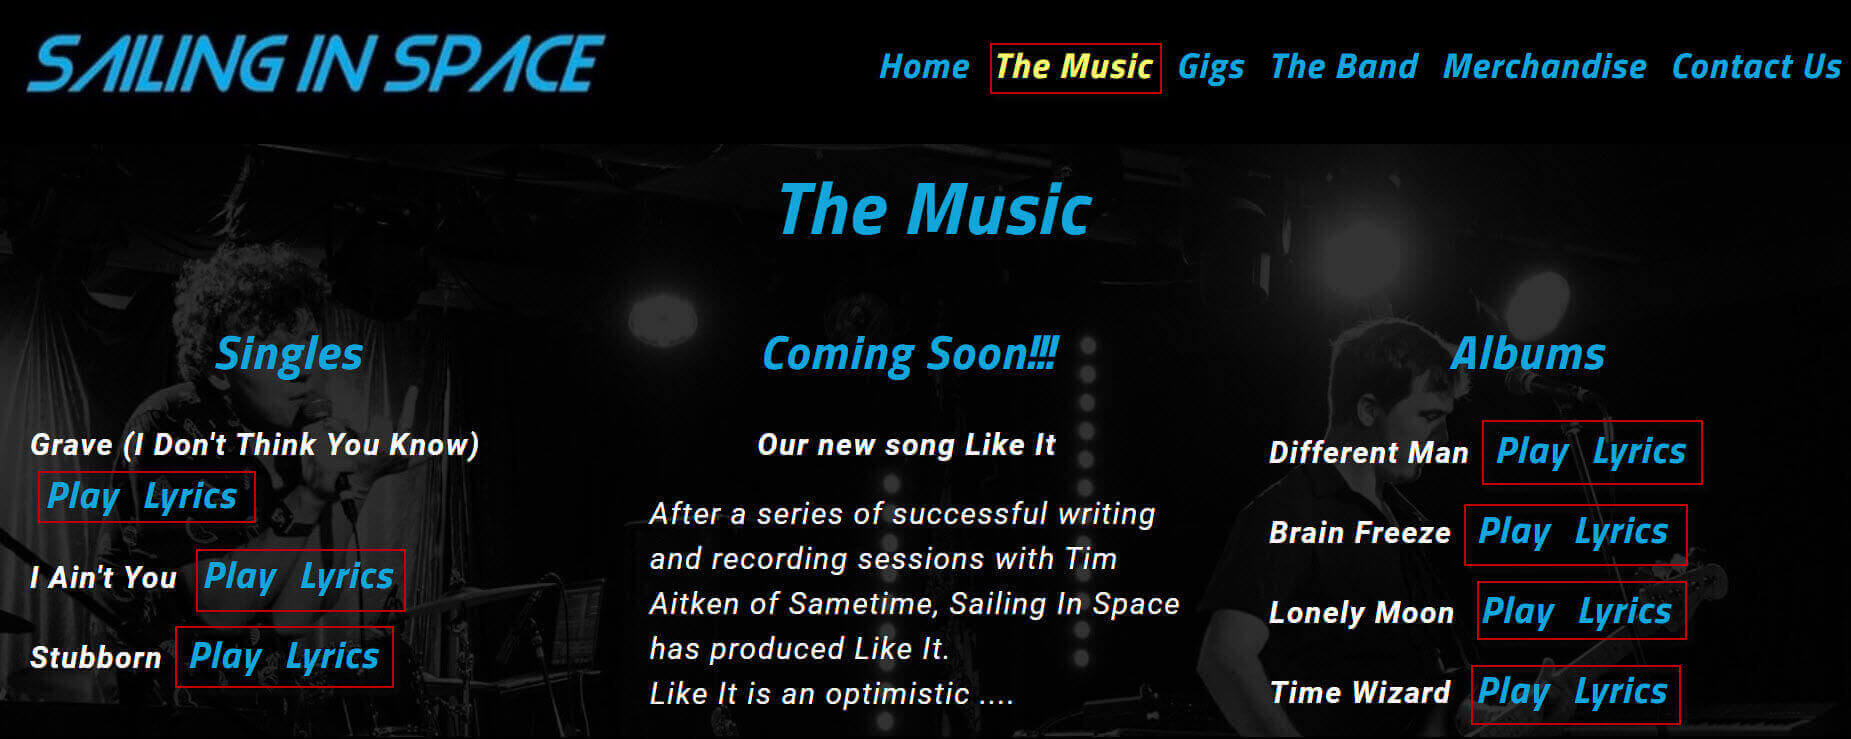 SAILING IN SPACE
Home The Music Gigs The Band Merchandise Contact Us
The Music
Singles
Grave (I Don't Think You Know)
Play Lyrics
I Ain't You Play Lyrics
Stubborn Play Lyrics
Coming Soon!!!
Our new song Like It
After a series of successful writing
and recording sessions with Tim
Aitken of Sametime, Sailing In Space
has produced Like It.
Like It is an optimistic ....
Albums
Different Man Play Lyrics
Brain Freeze Play Lyrics
Lonely Moon Play Lyrics
Time Wizard Play Lyrics